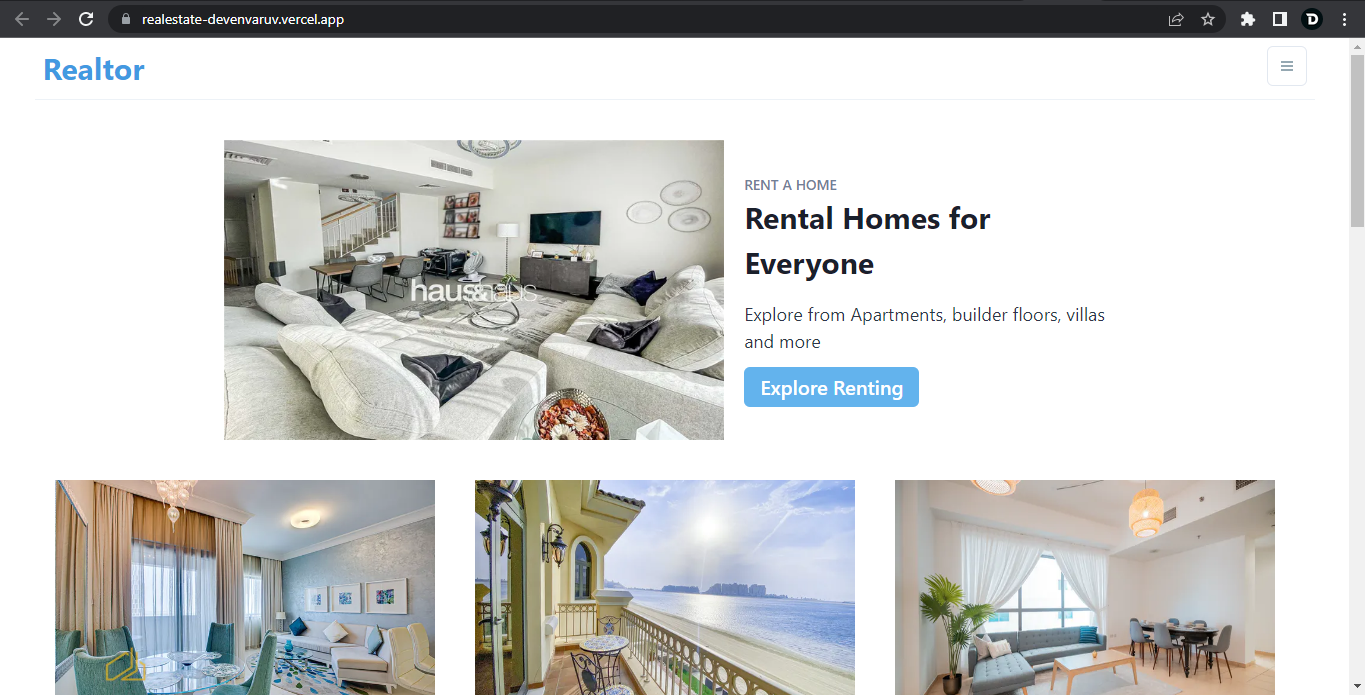 realestate-devenvaruv.vercel.app
D
Realtor
haus&haus
RENT A HOME
Rental Homes for
Everyone
Explore from Apartments, builder floors, villas
and more
Explore Renting